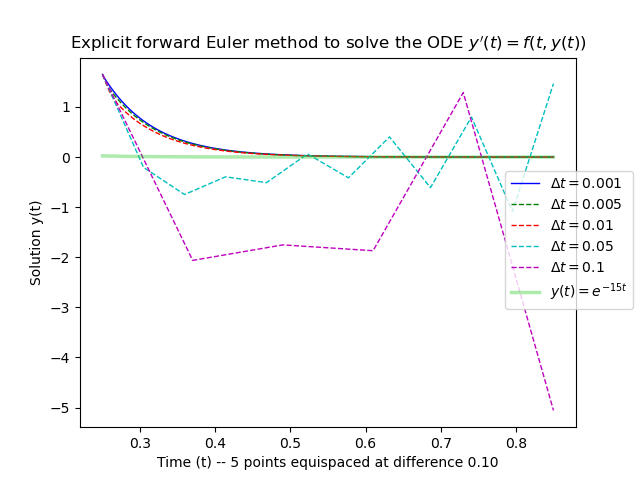 Explicit forward Euler method to solve the ODE y′(t) = f(t, y(t))
1
0
−1
−2
−3
−4
−5
Solution y(t)
0.3 0.4 0.5 0.6 0.7 0.8
Time (t) -- 5 points equispaced at difference 0.10
Δt = 0.001
Δt = 0.005
Δt = 0.01
Δt = 0.05
Δt = 0.1
y(t) = e⁻¹⁵ᵗ